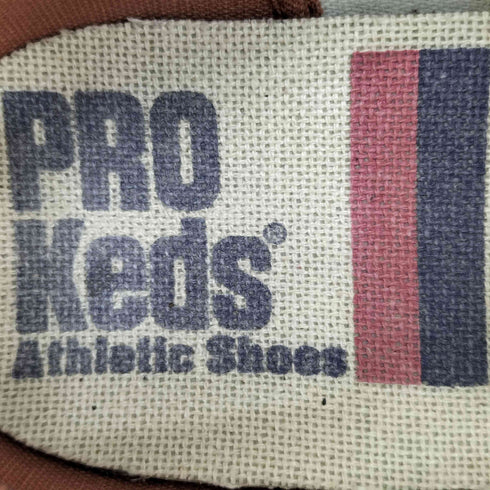 PRO
Keds®
Athletic Shoes